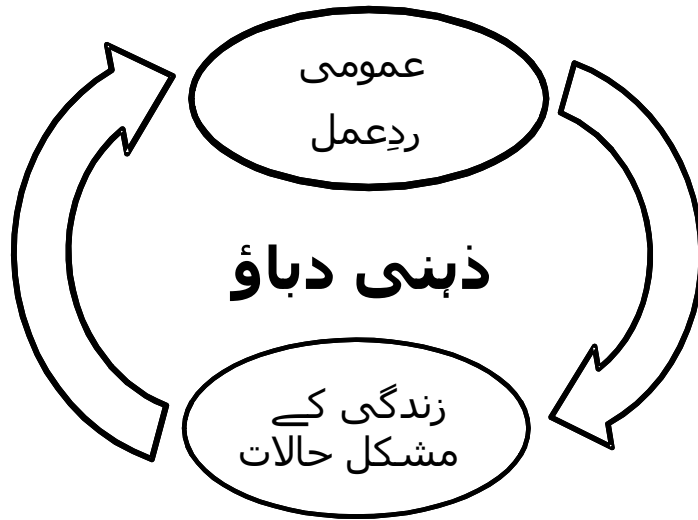 عمومی
ردِعمل
ذہنی دباؤ
زندگی کے
مشکل حالات